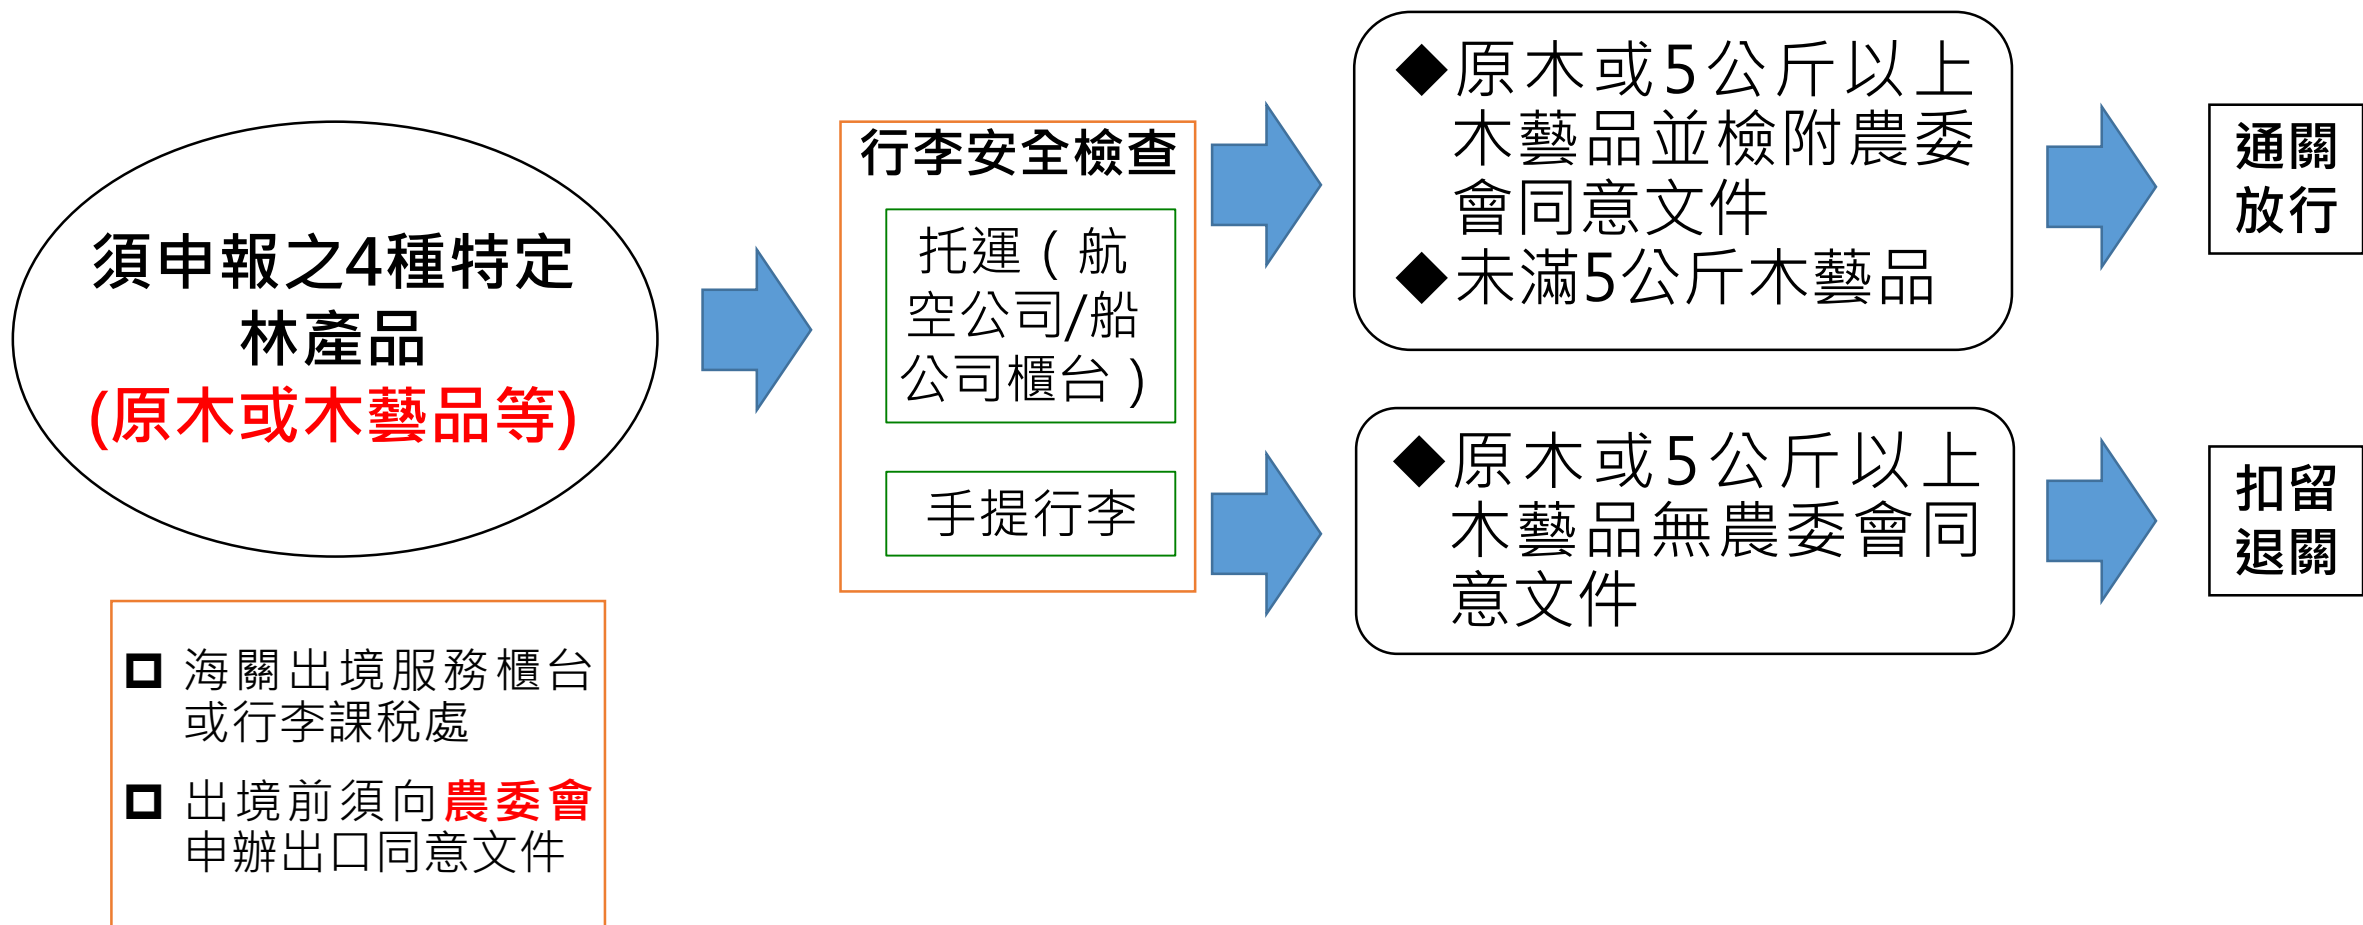 須申報之4種特定
林產品
(原木或木藝品等)
海關出境服務櫃台
或行李課稅處
出境前須向農委會
申辦出口同意文件
行李安全檢查
托運（航
空公司/船
公司櫃台）
手提行李
◆原木或5公斤以上
木藝品並檢附農委
會同意文件
◆未滿5公斤木藝品
◆原木或5公斤以上
木藝品無農委會同
意文件
通關
放行
扣留
退關